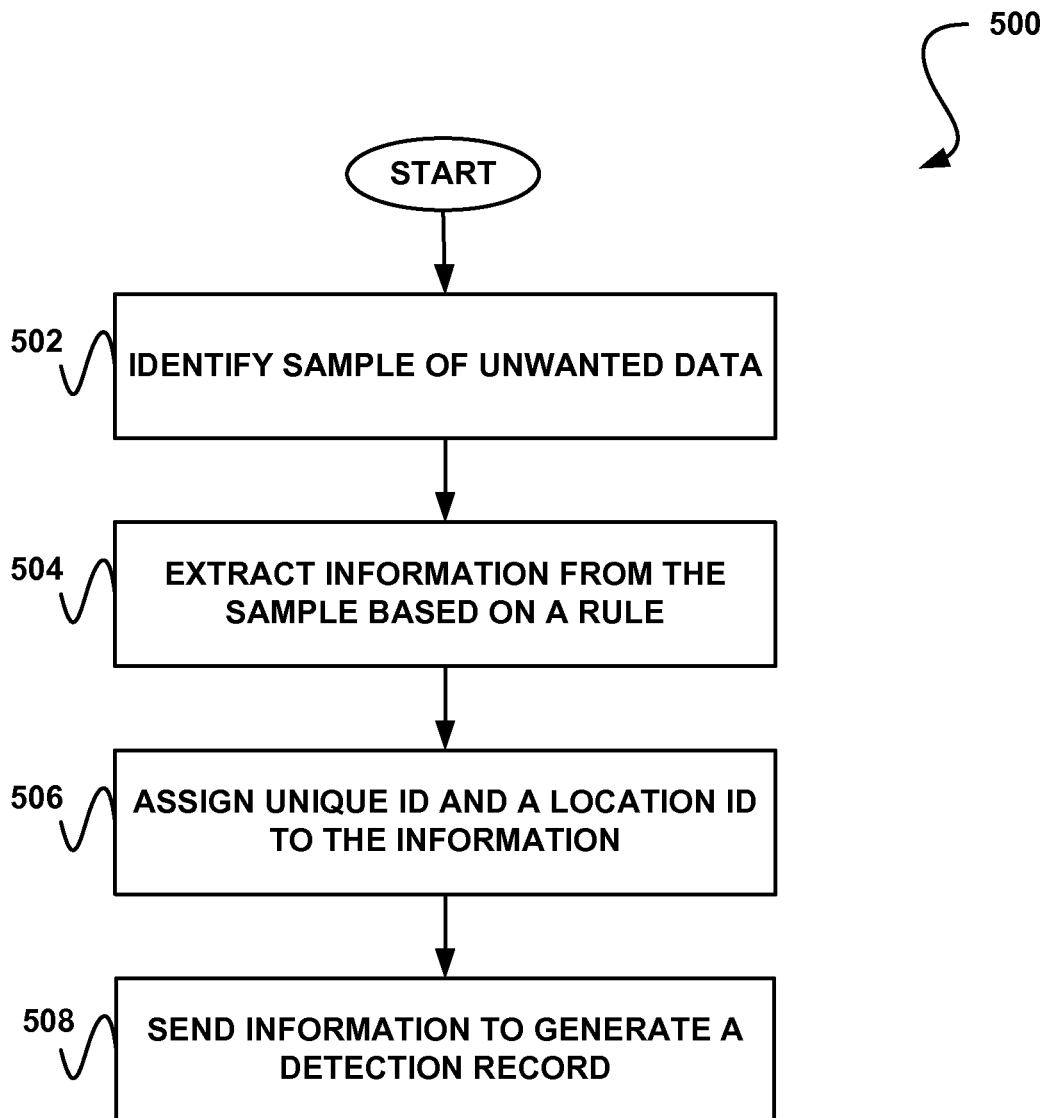 500
START
502
IDENTIFY SAMPLE OF UNWANTED DATA
504
EXTRACT INFORMATION FROM THE
SAMPLE BASED ON A RULE
506
ASSIGN UNIQUE ID AND A LOCATION ID
TO THE INFORMATION
508
SEND INFORMATION TO GENERATE A
DETECTION RECORD